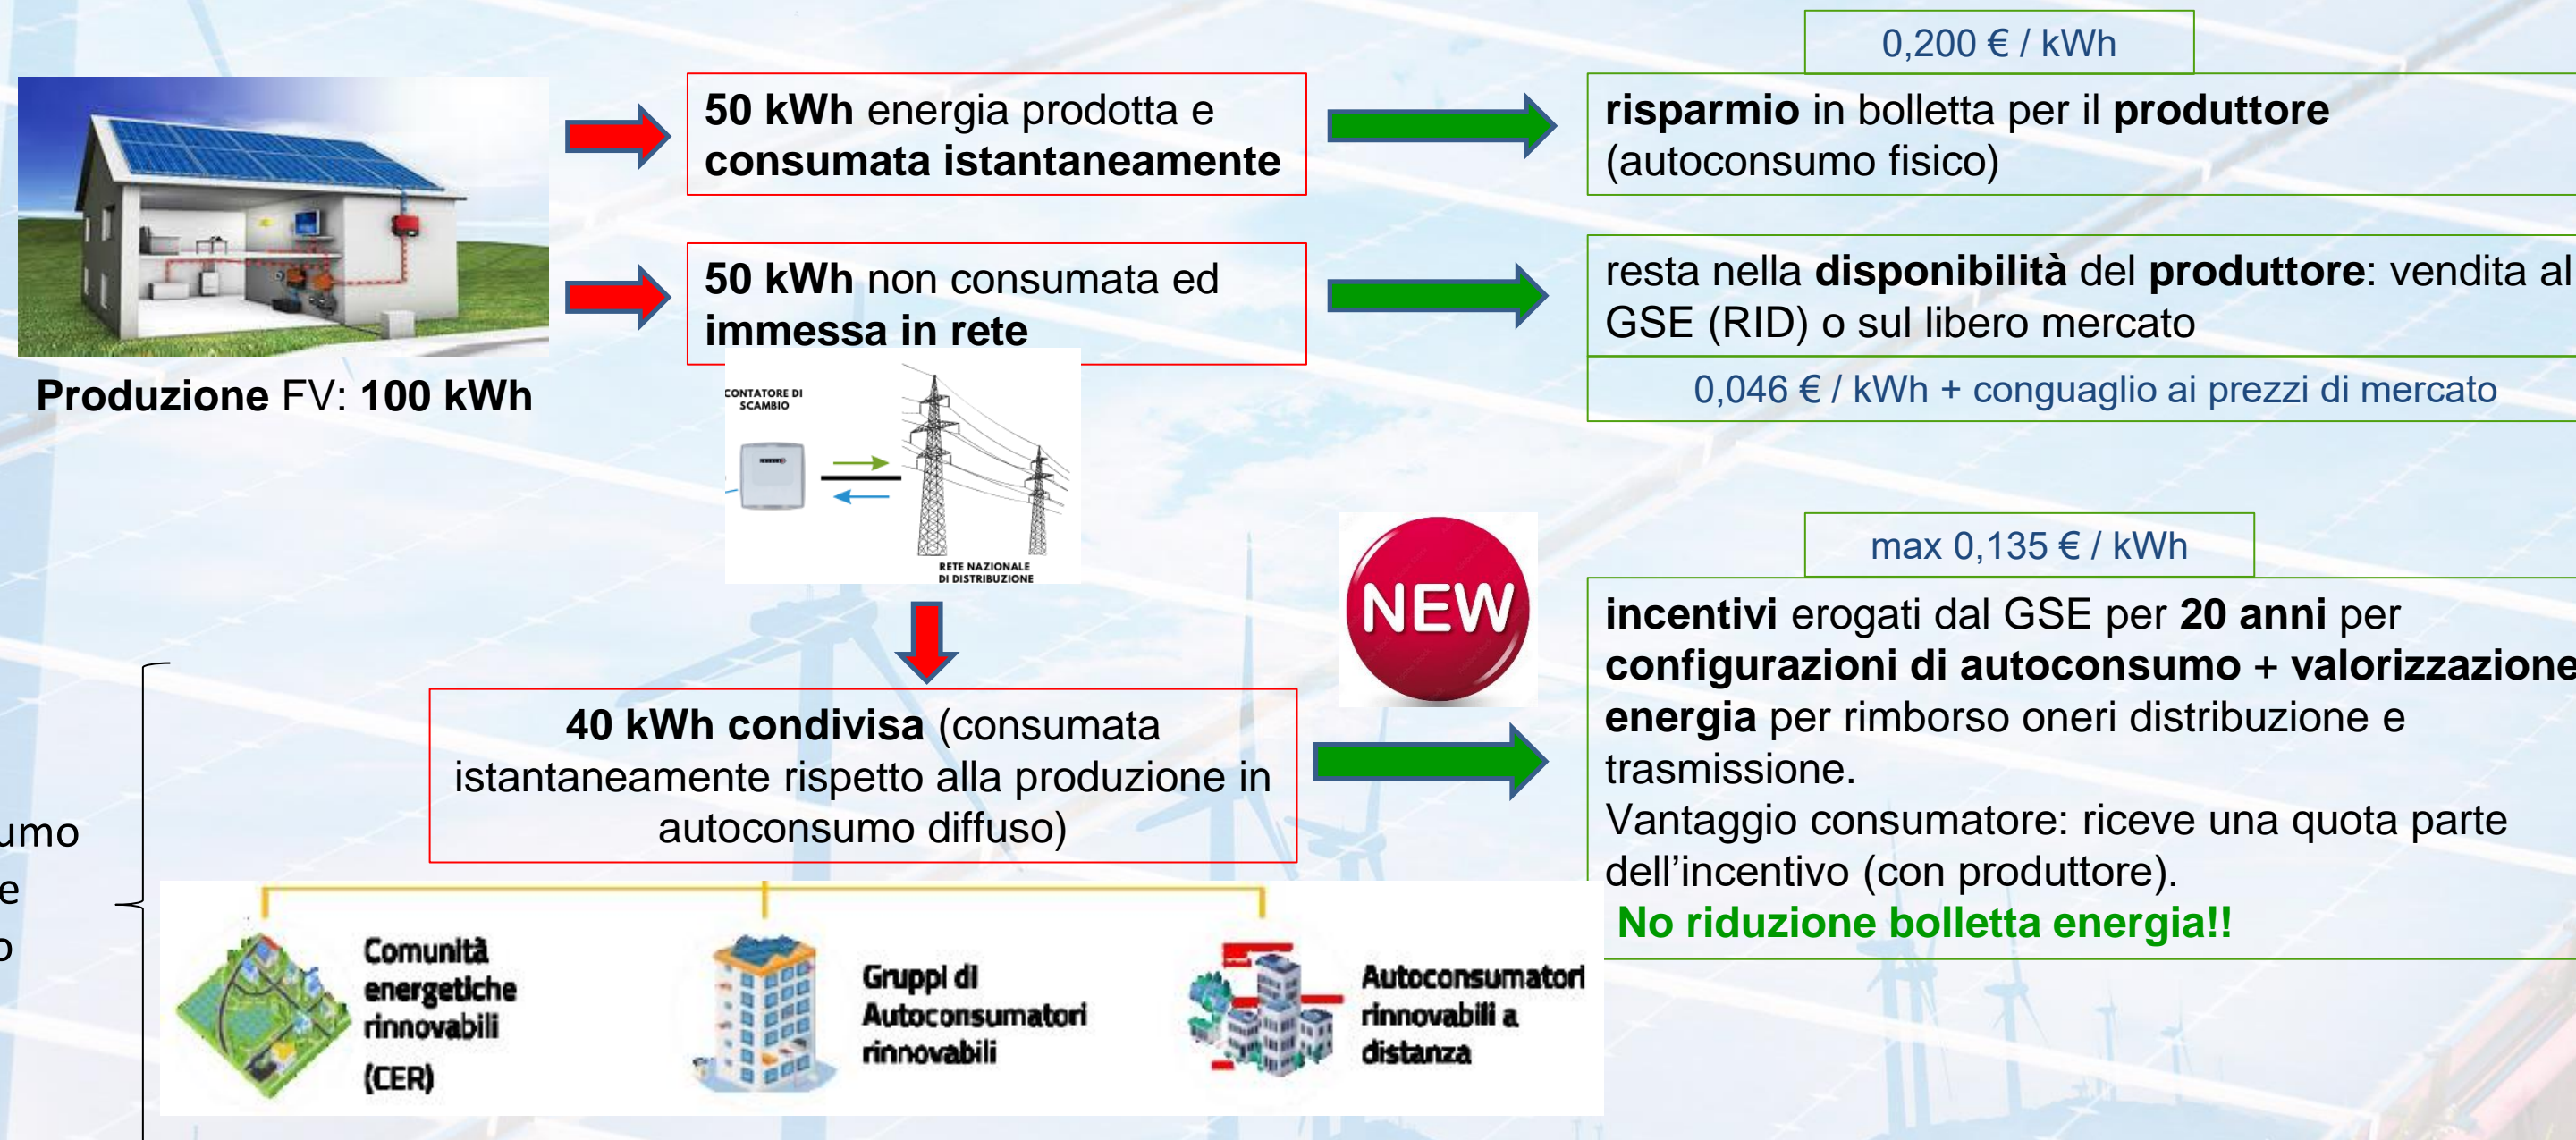 0,200 € / kWh
50 kWh energia prodotta e
consumata istantaneamente
risparmio in bolletta per il produttore
(autoconsumo fisico)
50 kWh non consumata ed
immessa in rete
resta nella disponibilità del produttore: vendita al
GSE (RID) o sul libero mercato
0,046 € / kWh + conguaglio ai prezzi di mercato
Produzione FV: 100 kWh
CONTATORE DI
SCAMBIO
RETE NAZIONALE
DI DISTRIBUZIONE
NEW
max 0,135 € / kWh
incentivi erogati dal GSE per 20 anni per
configurazioni di autoconsumo + valorizzazione
energia per rimborso oneri distribuzione e
trasmissione.
Vantaggio consumatore: riceve una quota parte
dell’incentivo (con produttore).
No riduzione bolletta energia!!
40 kWh condivisa (consumata
istantaneamente rispetto alla produzione in
autoconsumo diffuso)
umo
e
o
Comunità
energetiche
rinnovabili
(CER)
Gruppi di
Autoconsumatori
rinnovabili
Autoconsumatori
rinnovabili a
distanza